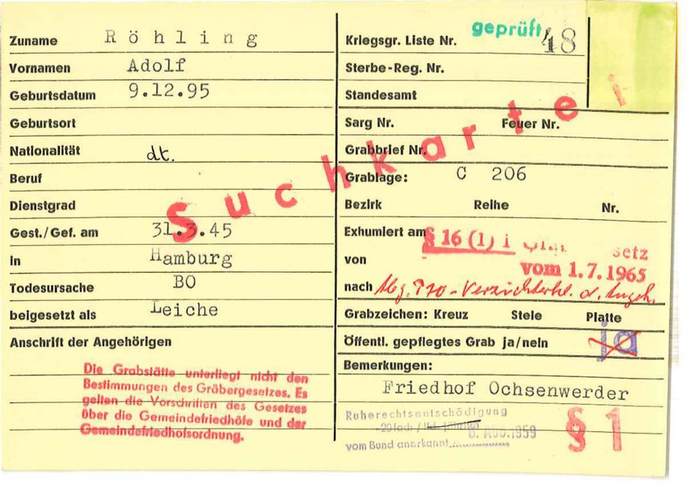 Zuname Röhling
Vornamen Adolf
Geburtsdatum 9.12.95
Geburtsort
Nationalität dt.
Beruf
Dienstgrad
Gest./Gef. am 31.3.45
in Hamburg
Todesursache BO
beigesetzt als Leiche
Anschrift der Angehörigen
Die Grabstätte unterliegt nicht den
Bestimmungen des Gräbergesetzes. Es
gelten die Vorschriften des Gesetzes
über die Gemeindefriedhöfe und der
Gemeindefriedhofsordnung.
Suchkartei
geprüft
Kriegsgr. Liste Nr. 48
Sterbe-Reg. Nr.
Standesamt
Sarg Nr. Feuer Nr.
Grabbrief Nr.
Grablage: C 206
Bezirk Reihe Nr.
Exhumiert am
§ 16 (1)
von
vom 1.7.1965
nach
Grabzeichen: Kreuz Stele Platte
Öffentl. gepflegtes Grab ja/nein ja
Bemerkungen:
Friedhof Ochsenwerder
Ruherechtsentschädigung
vom Bund anerkannt
§ 1